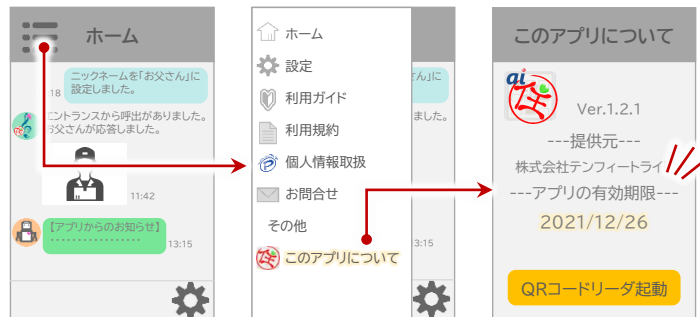 ホーム
ニックネームを「お父さん」に
設定しました。
:18
エントランスから呼出がありました。
お父さんが応答しました。
11:42
【アプリからのお知らせ】
13:15
ホーム
設定
利用ガイド
利用規約
個人情報取扱
お問合せ
その他
このアプリについて
さん」に
ました。
3:15
このアプリについて
ai
住
Ver.1.2.1
---提供元---
株式会社テンフィートライ
---アプリの有効期限---
2021/12/26
QRコードリーダ起動